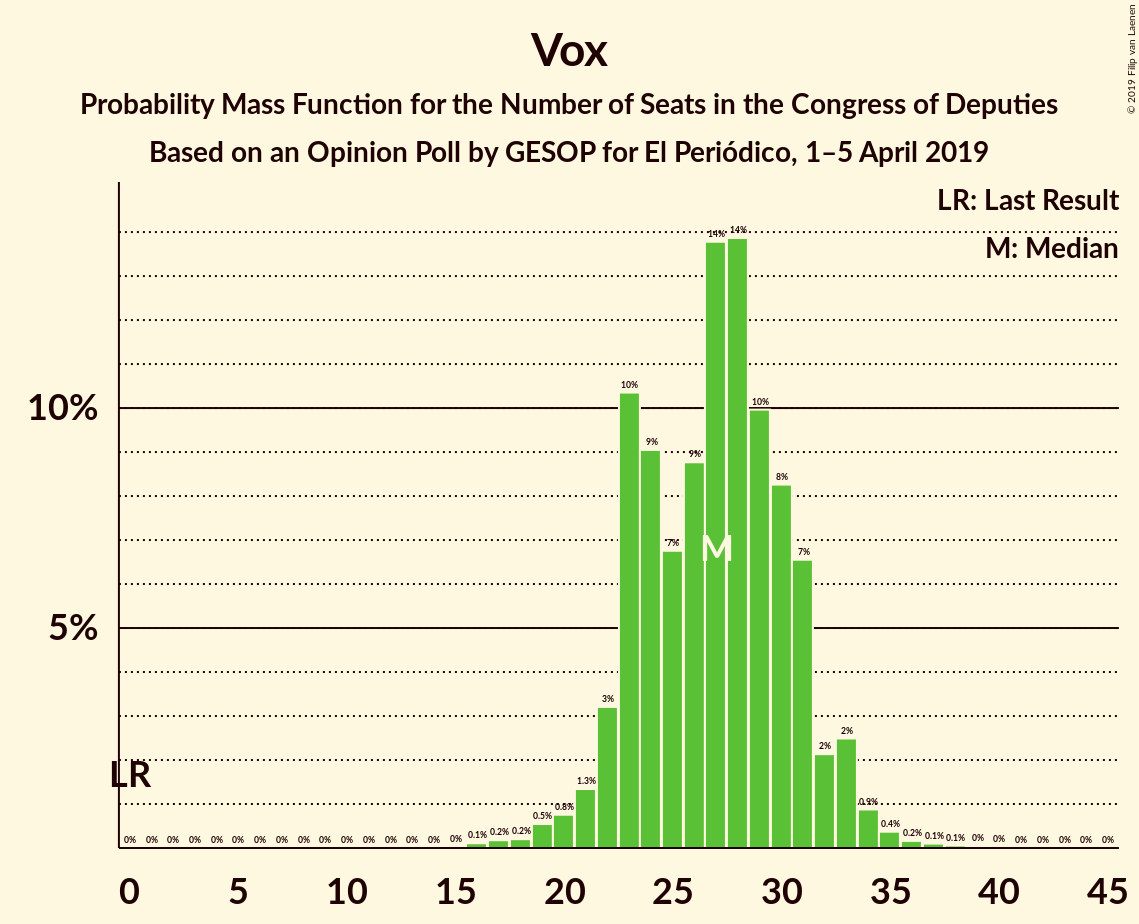 © 2019 Filip van Laenen
Vox
Probability Mass Function for the Number of Seats in the Congress of Deputies
Based on an Opinion Poll by GESOP for El Periódico, 1–5 April 2019
LR: Last Result
M: Median
10%
5%
LR
M
0% 0% 0% 0% 0% 0% 0% 0% 0% 0% 0% 0% 0% 0% 0% 0% 0.1% 0.2% 0.2% 0.5% 0.8% 1.3% 3% 10% 9% 7% 9% 14% 14% 10% 8% 7% 2% 2% 0.9% 0.4% 0.2% 0.1% 0.1% 0% 0% 0% 0% 0% 0% 0%
0 5 10 15 20 25 30 35 40 45